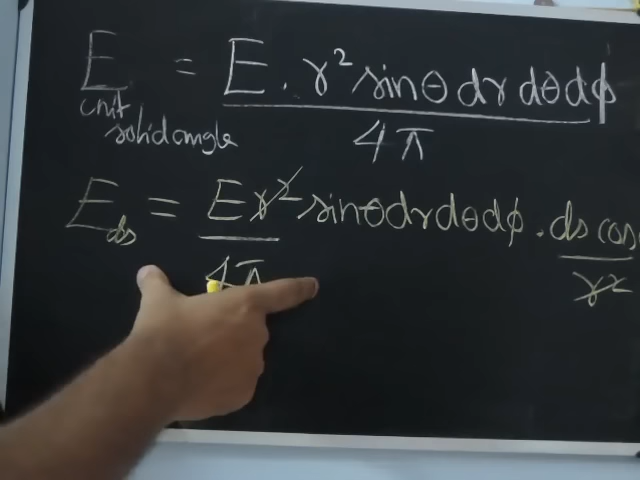 E unit solid angle = E . r² sinθ dr dθ dϕ / 4π
E ds = E r² / 4π sinθ dr dθ dϕ . ds cos / r²